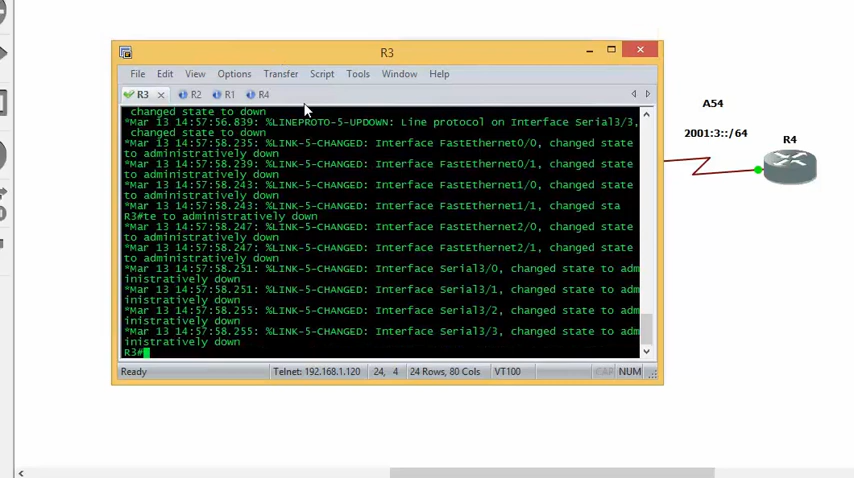 R3
File Edit View Options Transfer Script Tools Window Help
R3 R2 R1 R4
changed state to down
*Mar 13 14:57:56.839: %LINEPROTO-5-UPDOWN: Line protocol on Interface Serial3/3,
changed state to down
*Mar 13 14:57:58.235: %LINK-5-CHANGED: Interface FastEthernet0/0, changed state
to administratively down
*Mar 13 14:57:58.239: %LINK-5-CHANGED: Interface FastEthernet0/1, changed state
to administratively down
*Mar 13 14:57:58.243: %LINK-5-CHANGED: Interface FastEthernet1/0, changed state
to administratively down
*Mar 13 14:57:58.243: %LINK-5-CHANGED: Interface FastEthernet1/1, changed sta
R3#te to administratively down
*Mar 13 14:57:58.247: %LINK-5-CHANGED: Interface FastEthernet2/0, changed state
to administratively down
*Mar 13 14:57:58.247: %LINK-5-CHANGED: Interface FastEthernet2/1, changed state
to administratively down
*Mar 13 14:57:58.251: %LINK-5-CHANGED: Interface Serial3/0, changed state to adm
inistratively down
*Mar 13 14:57:58.251: %LINK-5-CHANGED: Interface Serial3/1, changed state to adm
inistratively down
*Mar 13 14:57:58.255: %LINK-5-CHANGED: Interface Serial3/2, changed state to adm
inistratively down
*Mar 13 14:57:58.255: %LINK-5-CHANGED: Interface Serial3/3, changed state to adm
inistratively down
R3#
Ready Telnet: 192.168.1.120 24, 4 24 Rows, 80 Cols VT100 CAP NUM
A54
2001:3::/64
R4